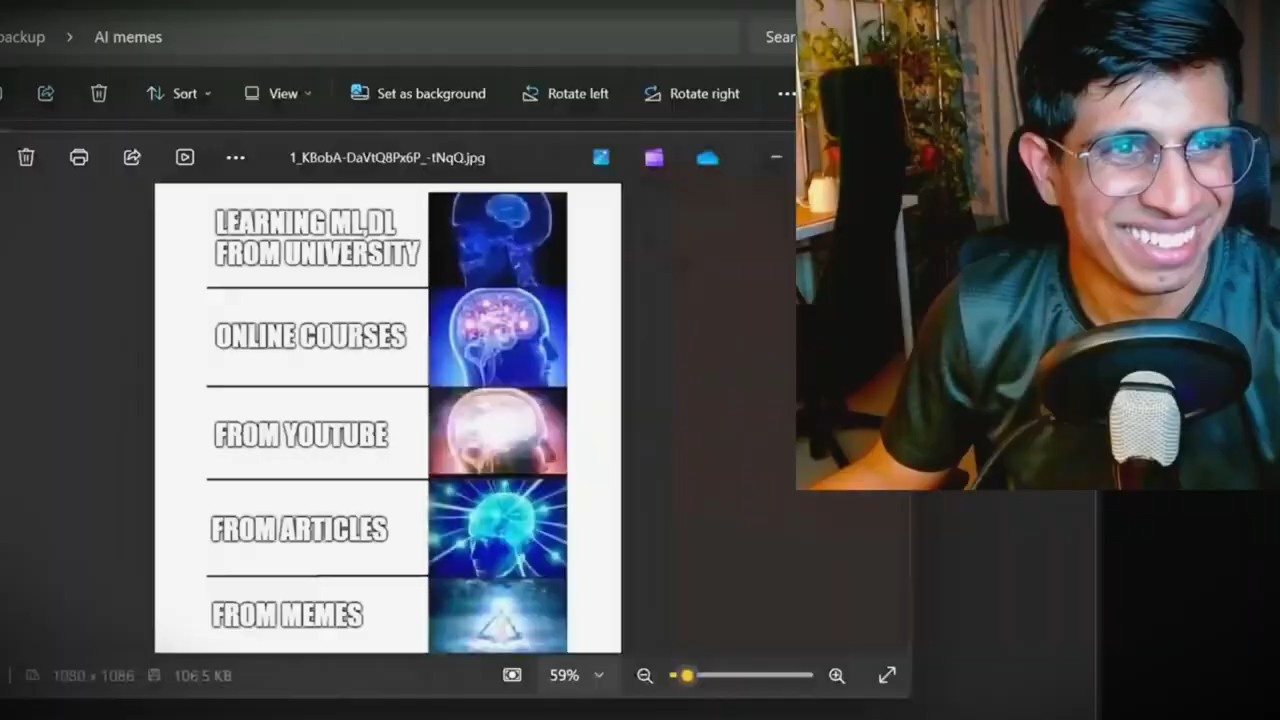 backup > AI memes
Sear
Sort
View
Set as background
Rotate left
Rotate right
1_KBobA-DaVtQ8Px6P_-tNqQ.jpg
LEARNING ML,DL
FROM UNIVERSITY
ONLINE COURSES
FROM YOUTUBE
FROM ARTICLES
FROM MEMES
1080 x 1086
106.5 KB
59%